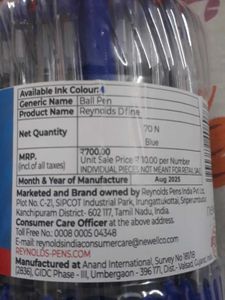 Available Ink Colour:
Generic Name Ball Pen
Product Name Reynolds Dfine
Net Quantity 70 N
Blue
MRP. ₹700.00
(incl of all taxes) Unit Sale Price ₹ 10.00 per Number
INDIVIDUAL PIECES NOT MEANT FOR RETAIL SALE
Month & Year of Manufacture Aug 2025
Marketed and Brand owned by Reynolds Pens India Pvt Ltd.
Plot No. C-21, SIPCOT Industrial Park, Irungattukottai, Sriperumbudur
Kanchipuram District- 602 117, Tamil Nadu, India.
Consumer Care Officer at the above address.
Toll Free No.: 0008 0005 04348
E-mail: reynoldsindiaconsumercare@newellco.com
REYNOLDS-PENS.COM
Manufactured at Anand International, Survey No 181/1B
(2836), GIDC Phase - III, Umbergaon - 396 171, Dist - Valsad, Gujarat,